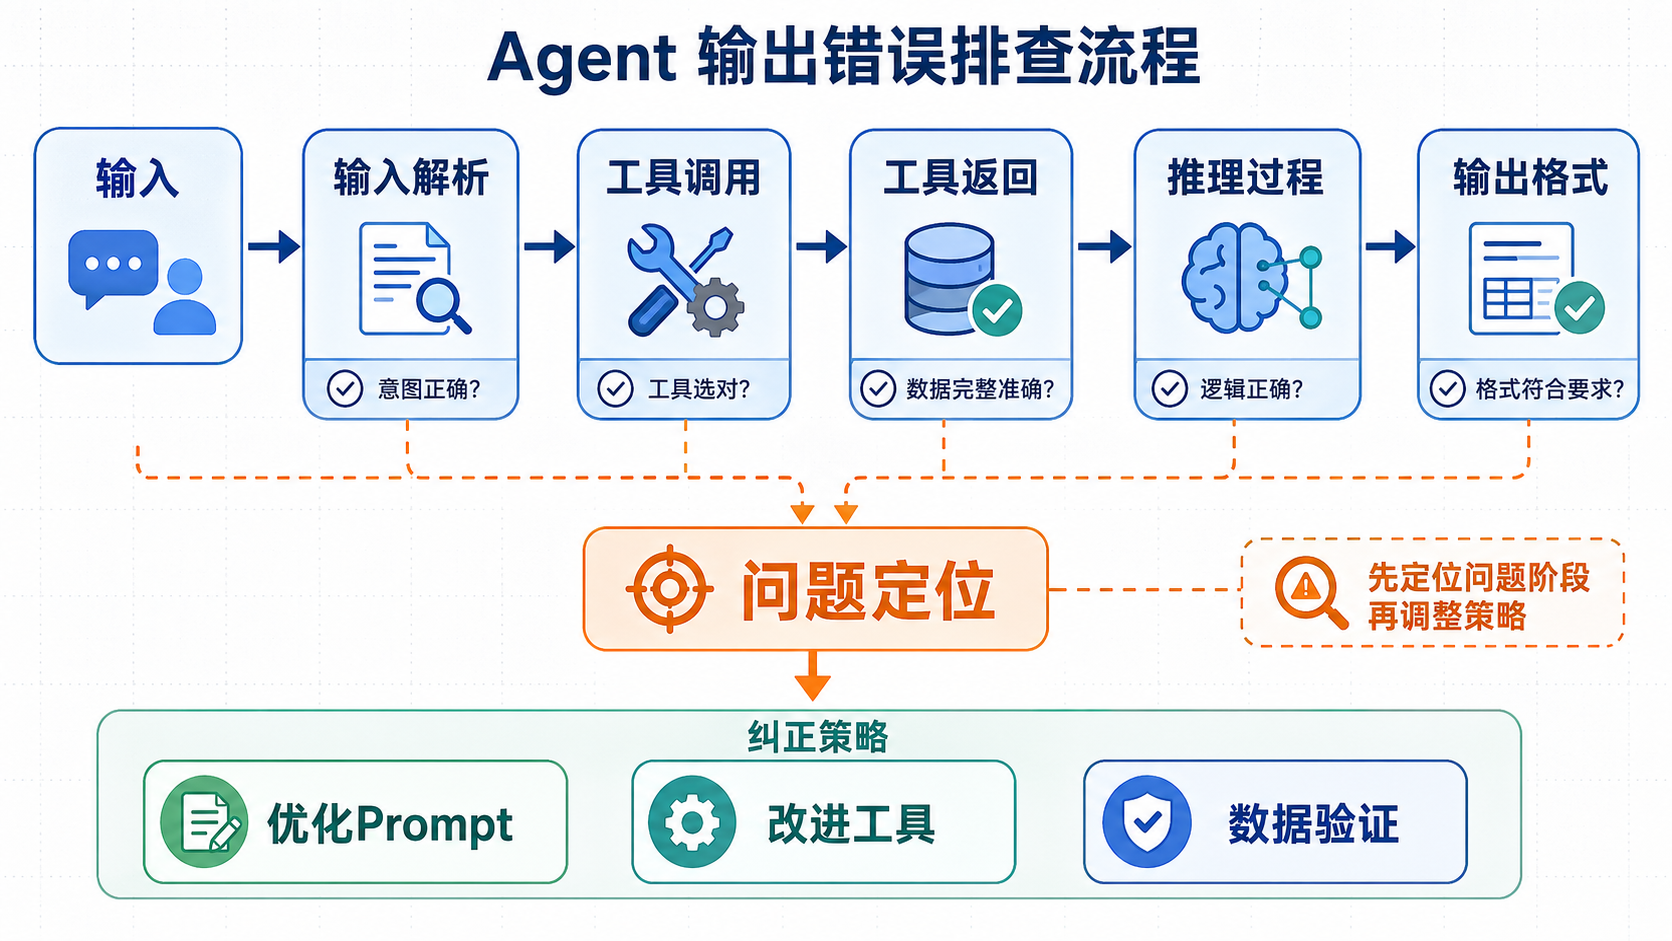 Agent 输出错误排查流程
输入
输入解析
工具调用
工具返回
推理过程
输出格式
意图正确?
工具选对?
数据完整准确?
逻辑正确?
格式符合要求?
问题定位
先定位问题阶段
再调整策略
纠正策略
优化Prompt
改进工具
数据验证